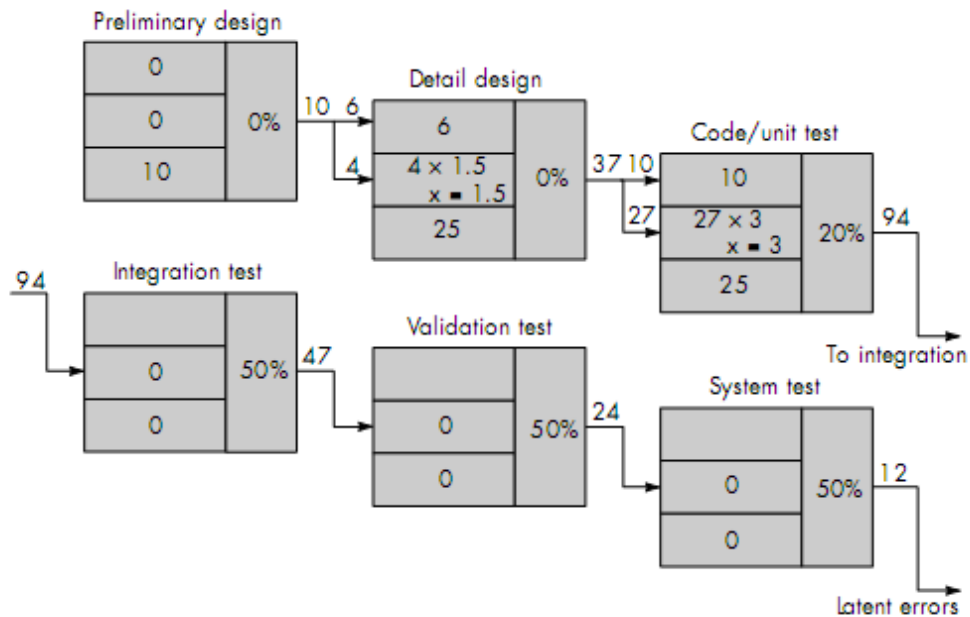 Preliminary design
0
0
10
0%
10 6
4
Detail design
6
4 × 1.5
x = 1.5
25
0%
37 10
27
Code/unit test
10
27 × 3
x = 3
25
20%
94
To integration
94
Integration test
0
0
50%
47
Validation test
0
0
50%
24
System test
0
0
50%
12
Latent errors